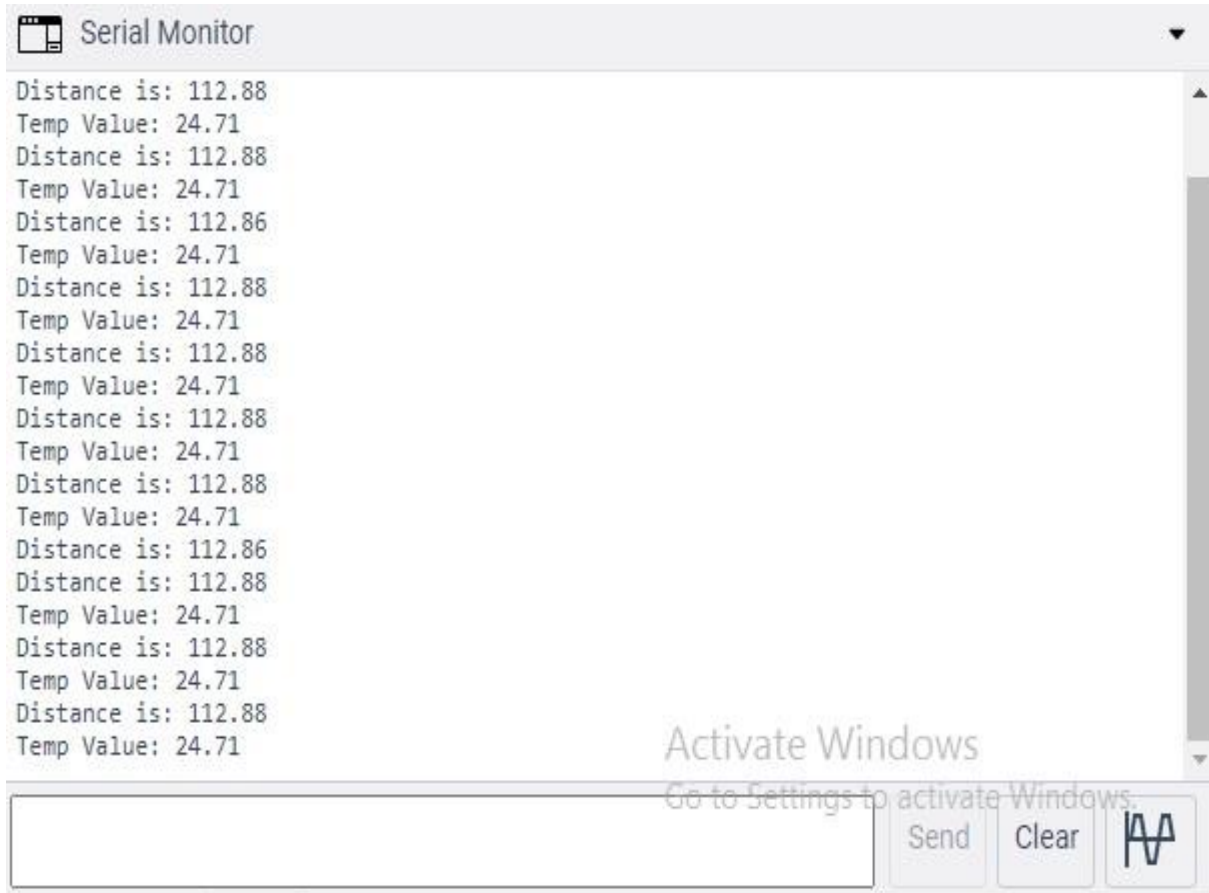 Serial Monitor
Distance is: 112.88
Temp Value: 24.71
Distance is: 112.88
Temp Value: 24.71
Distance is: 112.86
Temp Value: 24.71
Distance is: 112.88
Temp Value: 24.71
Distance is: 112.88
Temp Value: 24.71
Distance is: 112.88
Temp Value: 24.71
Distance is: 112.88
Temp Value: 24.71
Distance is: 112.86
Distance is: 112.88
Temp Value: 24.71
Distance is: 112.88
Temp Value: 24.71
Distance is: 112.88
Temp Value: 24.71
Activate Windows
Go to Settings to activate Windows.
Send Clear